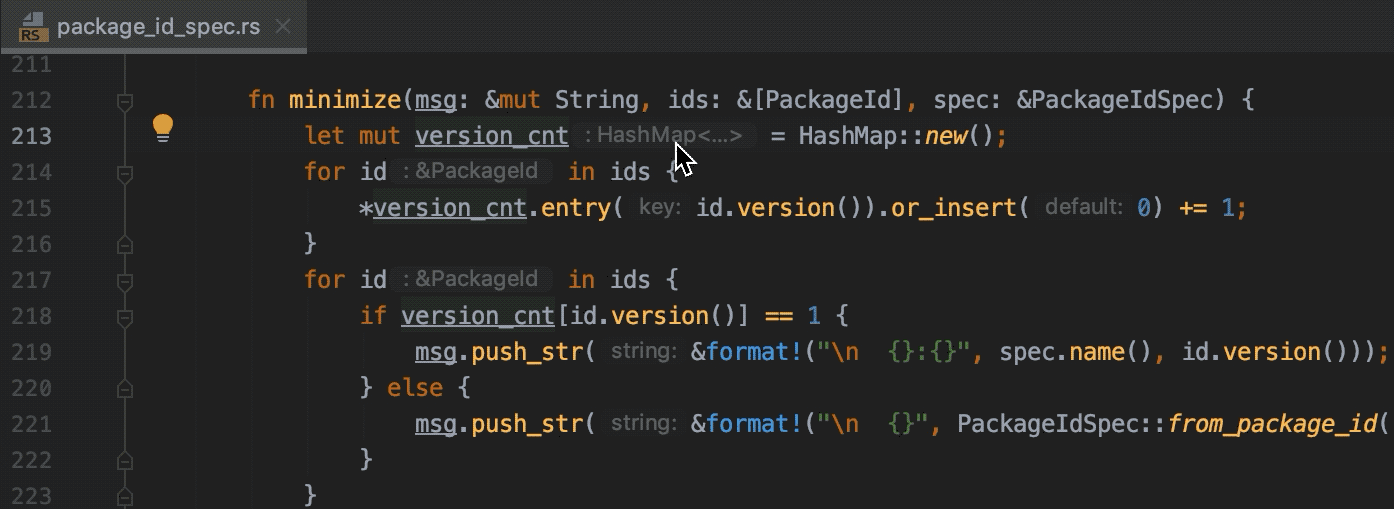 package_id_spec.rs
RS
211
212 fn minimize(msg: &mut String, ids: &[PackageId], spec: &PackageIdSpec) {
213 let mut version_cnt : HashMap<...> = HashMap::new();
214 for id : &PackageId in ids {
215 *version_cnt.entry( key: id.version()).or_insert( default: 0) += 1;
216 }
217 for id : &PackageId in ids {
218 if version_cnt[id.version()] == 1 {
219 msg.push_str( string: &format!("\n  {}:{}", spec.name(), id.version()));
220 } else {
221 msg.push_str( string: &format!("\n  {}", PackageIdSpec::from_package_id(
222 }
223 }